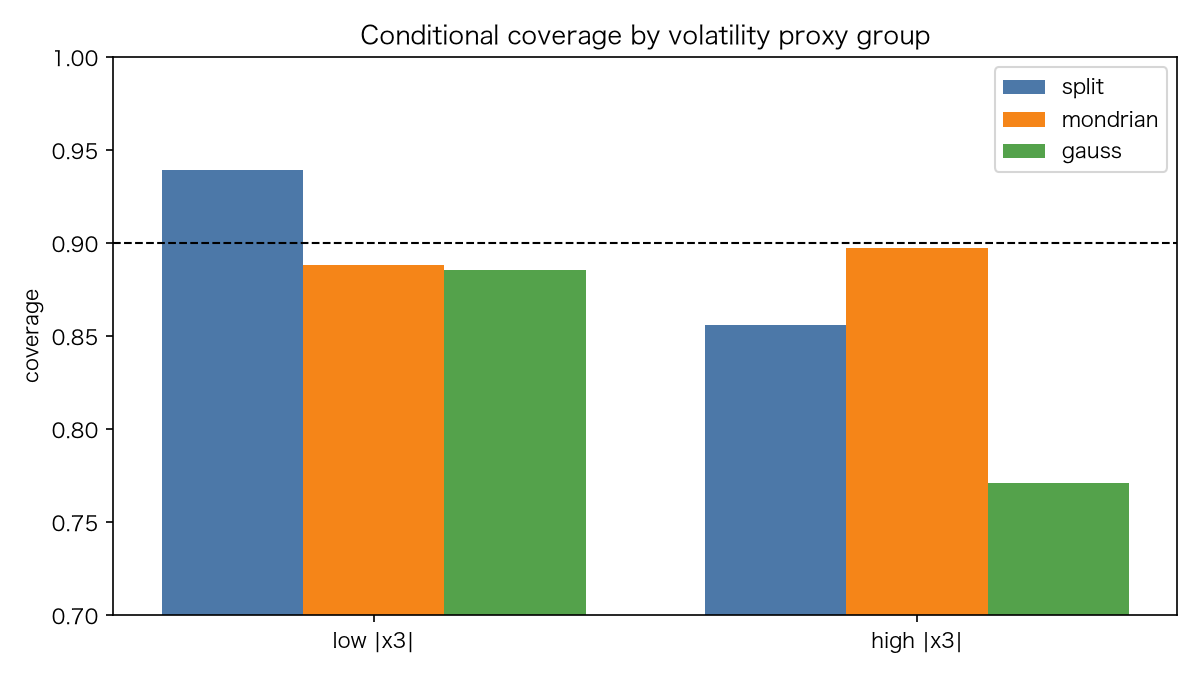 Conditional coverage by volatility proxy group
1.00
0.95
0.90
0.85
0.80
0.75
0.70
coverage
split
mondrian
gauss
low |x3|
high |x3|